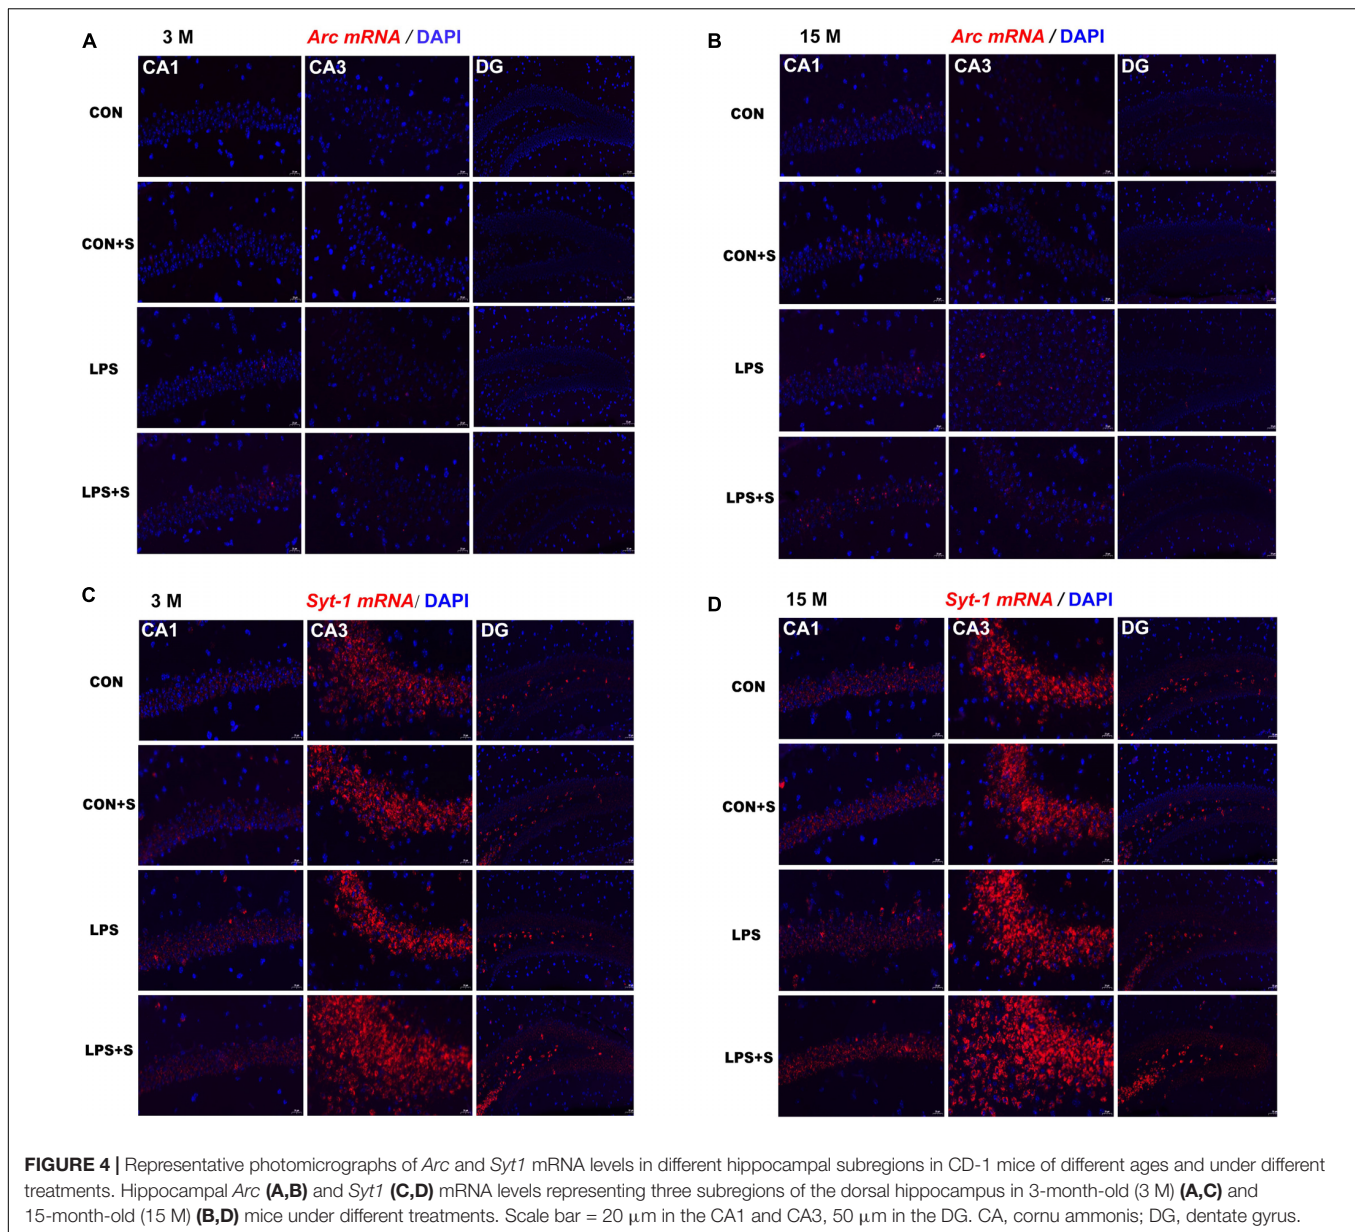 A 3 M Arc mRNA / DAPI
CA1 CA3 DG
CON
CON+S
LPS
LPS+S
B 15 M Arc mRNA / DAPI
CA1 CA3 DG
CON
CON+S
LPS
LPS+S
C 3 M Syt-1 mRNA/ DAPI
CA1 CA3 DG
CON
CON+S
LPS
LPS+S
D 15 M Syt-1 mRNA / DAPI
CA1 CA3 DG
CON
CON+S
LPS
LPS+S
FIGURE 4 | Representative photomicrographs of Arc and Syt1 mRNA levels in different hippocampal subregions in CD-1 mice of different ages and under different
treatments. Hippocampal Arc (A,B) and Syt1 (C,D) mRNA levels representing three subregions of the dorsal hippocampus in 3-month-old (3 M) (A,C) and
15-month-old (15 M) (B,D) mice under different treatments. Scale bar = 20 μm in the CA1 and CA3, 50 μm in the DG. CA, cornu ammonis; DG, dentate gyrus.